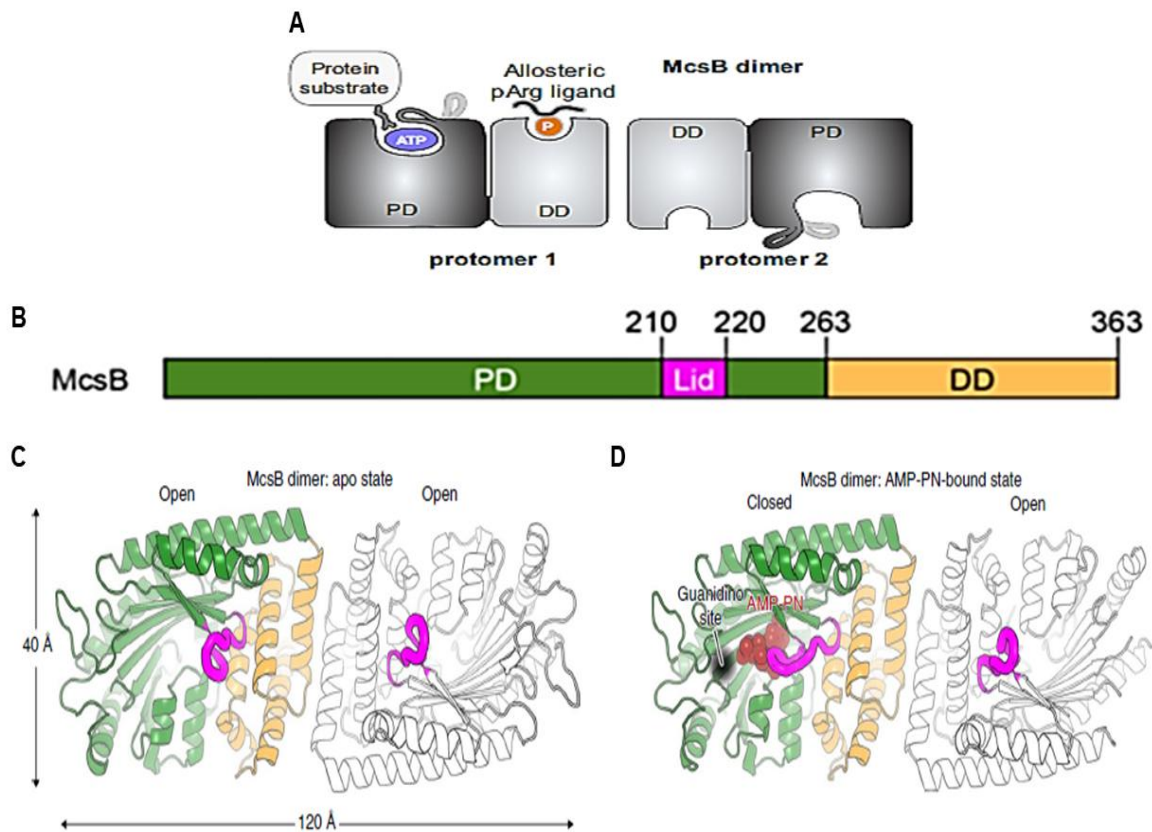 A
Protein
substrate
Allosteric
pArg ligand
McsB dimer
ATP
P
DD
PD
PD
DD
protomer 1
protomer 2
B
210
220
263
363
McsB
PD
Lid
DD
C
McsB dimer: apo state
Open
Open
40 Å
120 Å
D
McsB dimer: AMP-PN-bound state
Closed
Open
Guanidino
site
AMP-PN